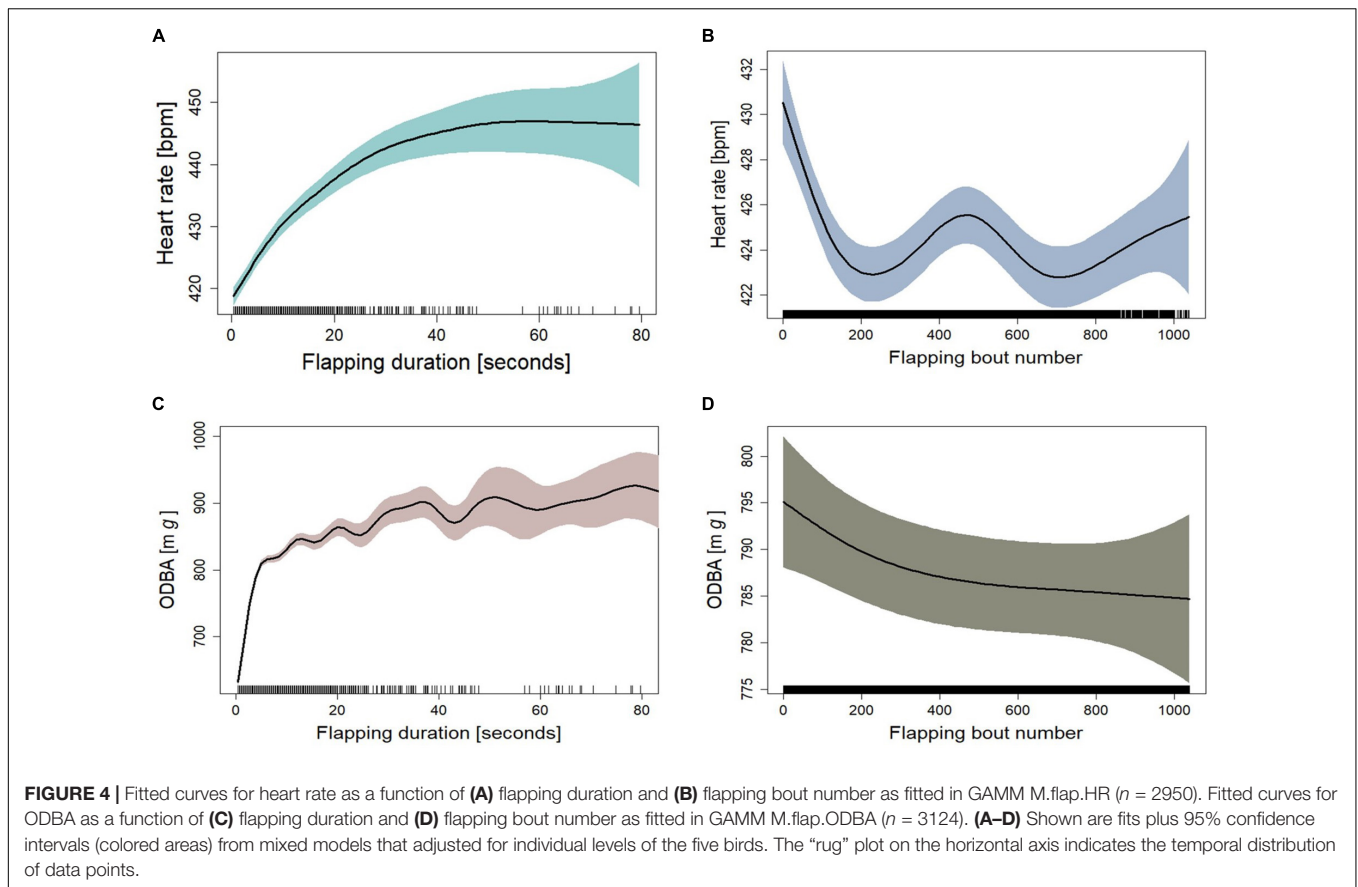 A
Heart rate [bpm]
450
440
430
420
0 20 40 60 80
Flapping duration [seconds]
B
Heart rate [bpm]
432
430
428
426
424
422
0 200 400 600 800 1000
Flapping bout number
C
ODBA [m g]
1000
900
800
700
0 20 40 60 80
Flapping duration [seconds]
D
ODBA [m g]
800
795
790
785
780
775
0 200 400 600 800 1000
Flapping bout number
FIGURE 4 | Fitted curves for heart rate as a function of (A) flapping duration and (B) flapping bout number as fitted in GAMM M.flap.HR (n = 2950). Fitted curves for
ODBA as a function of (C) flapping duration and (D) flapping bout number as fitted in GAMM M.flap.ODBA (n = 3124). (A–D) Shown are fits plus 95% confidence
intervals (colored areas) from mixed models that adjusted for individual levels of the five birds. The “rug” plot on the horizontal axis indicates the temporal distribution
of data points.